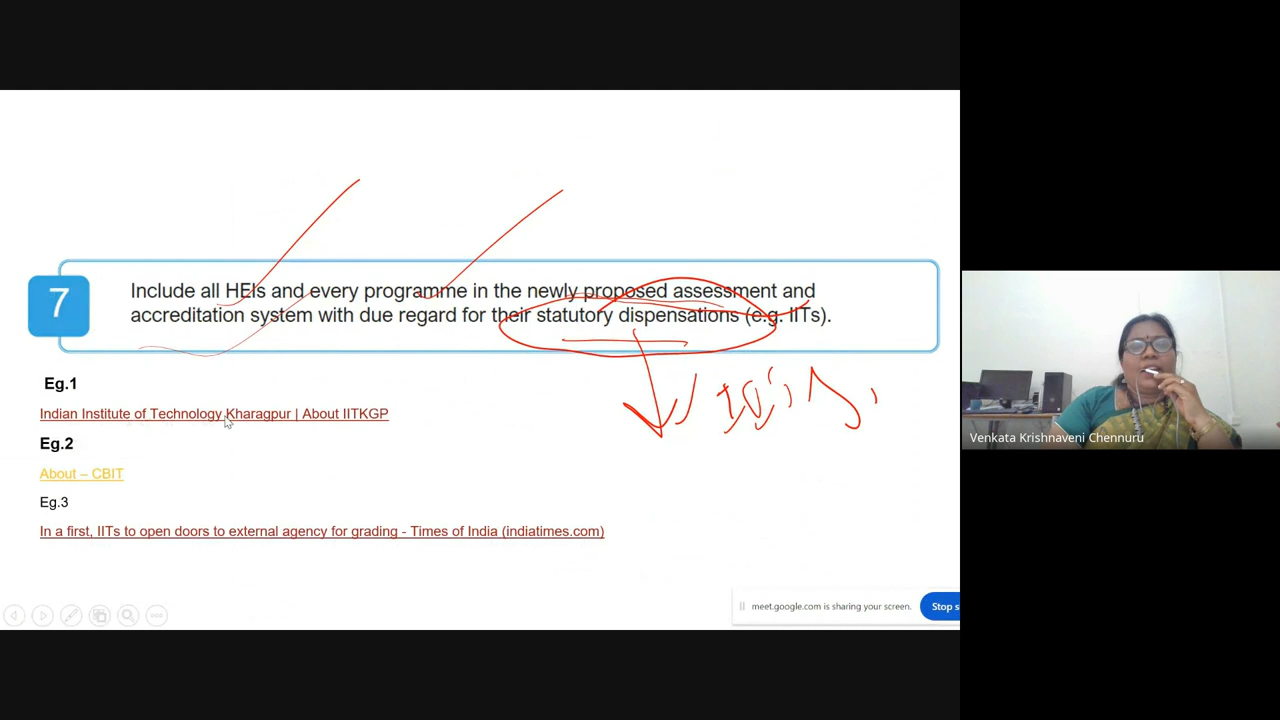 7
Include all HEIs and every programme in the newly proposed assessment and
accreditation system with due regard for their statutory dispensations (e.g. IITs).
Eg.1
Indian Institute of Technology Kharagpur | About IITKGP
Eg.2
About – CBIT
Eg.3
In a first, IITs to open doors to external agency for grading - Times of India (indiatimes.com)
meet.google.com is sharing your screen.
Stop s
Venkata Krishnaveni Chennuru